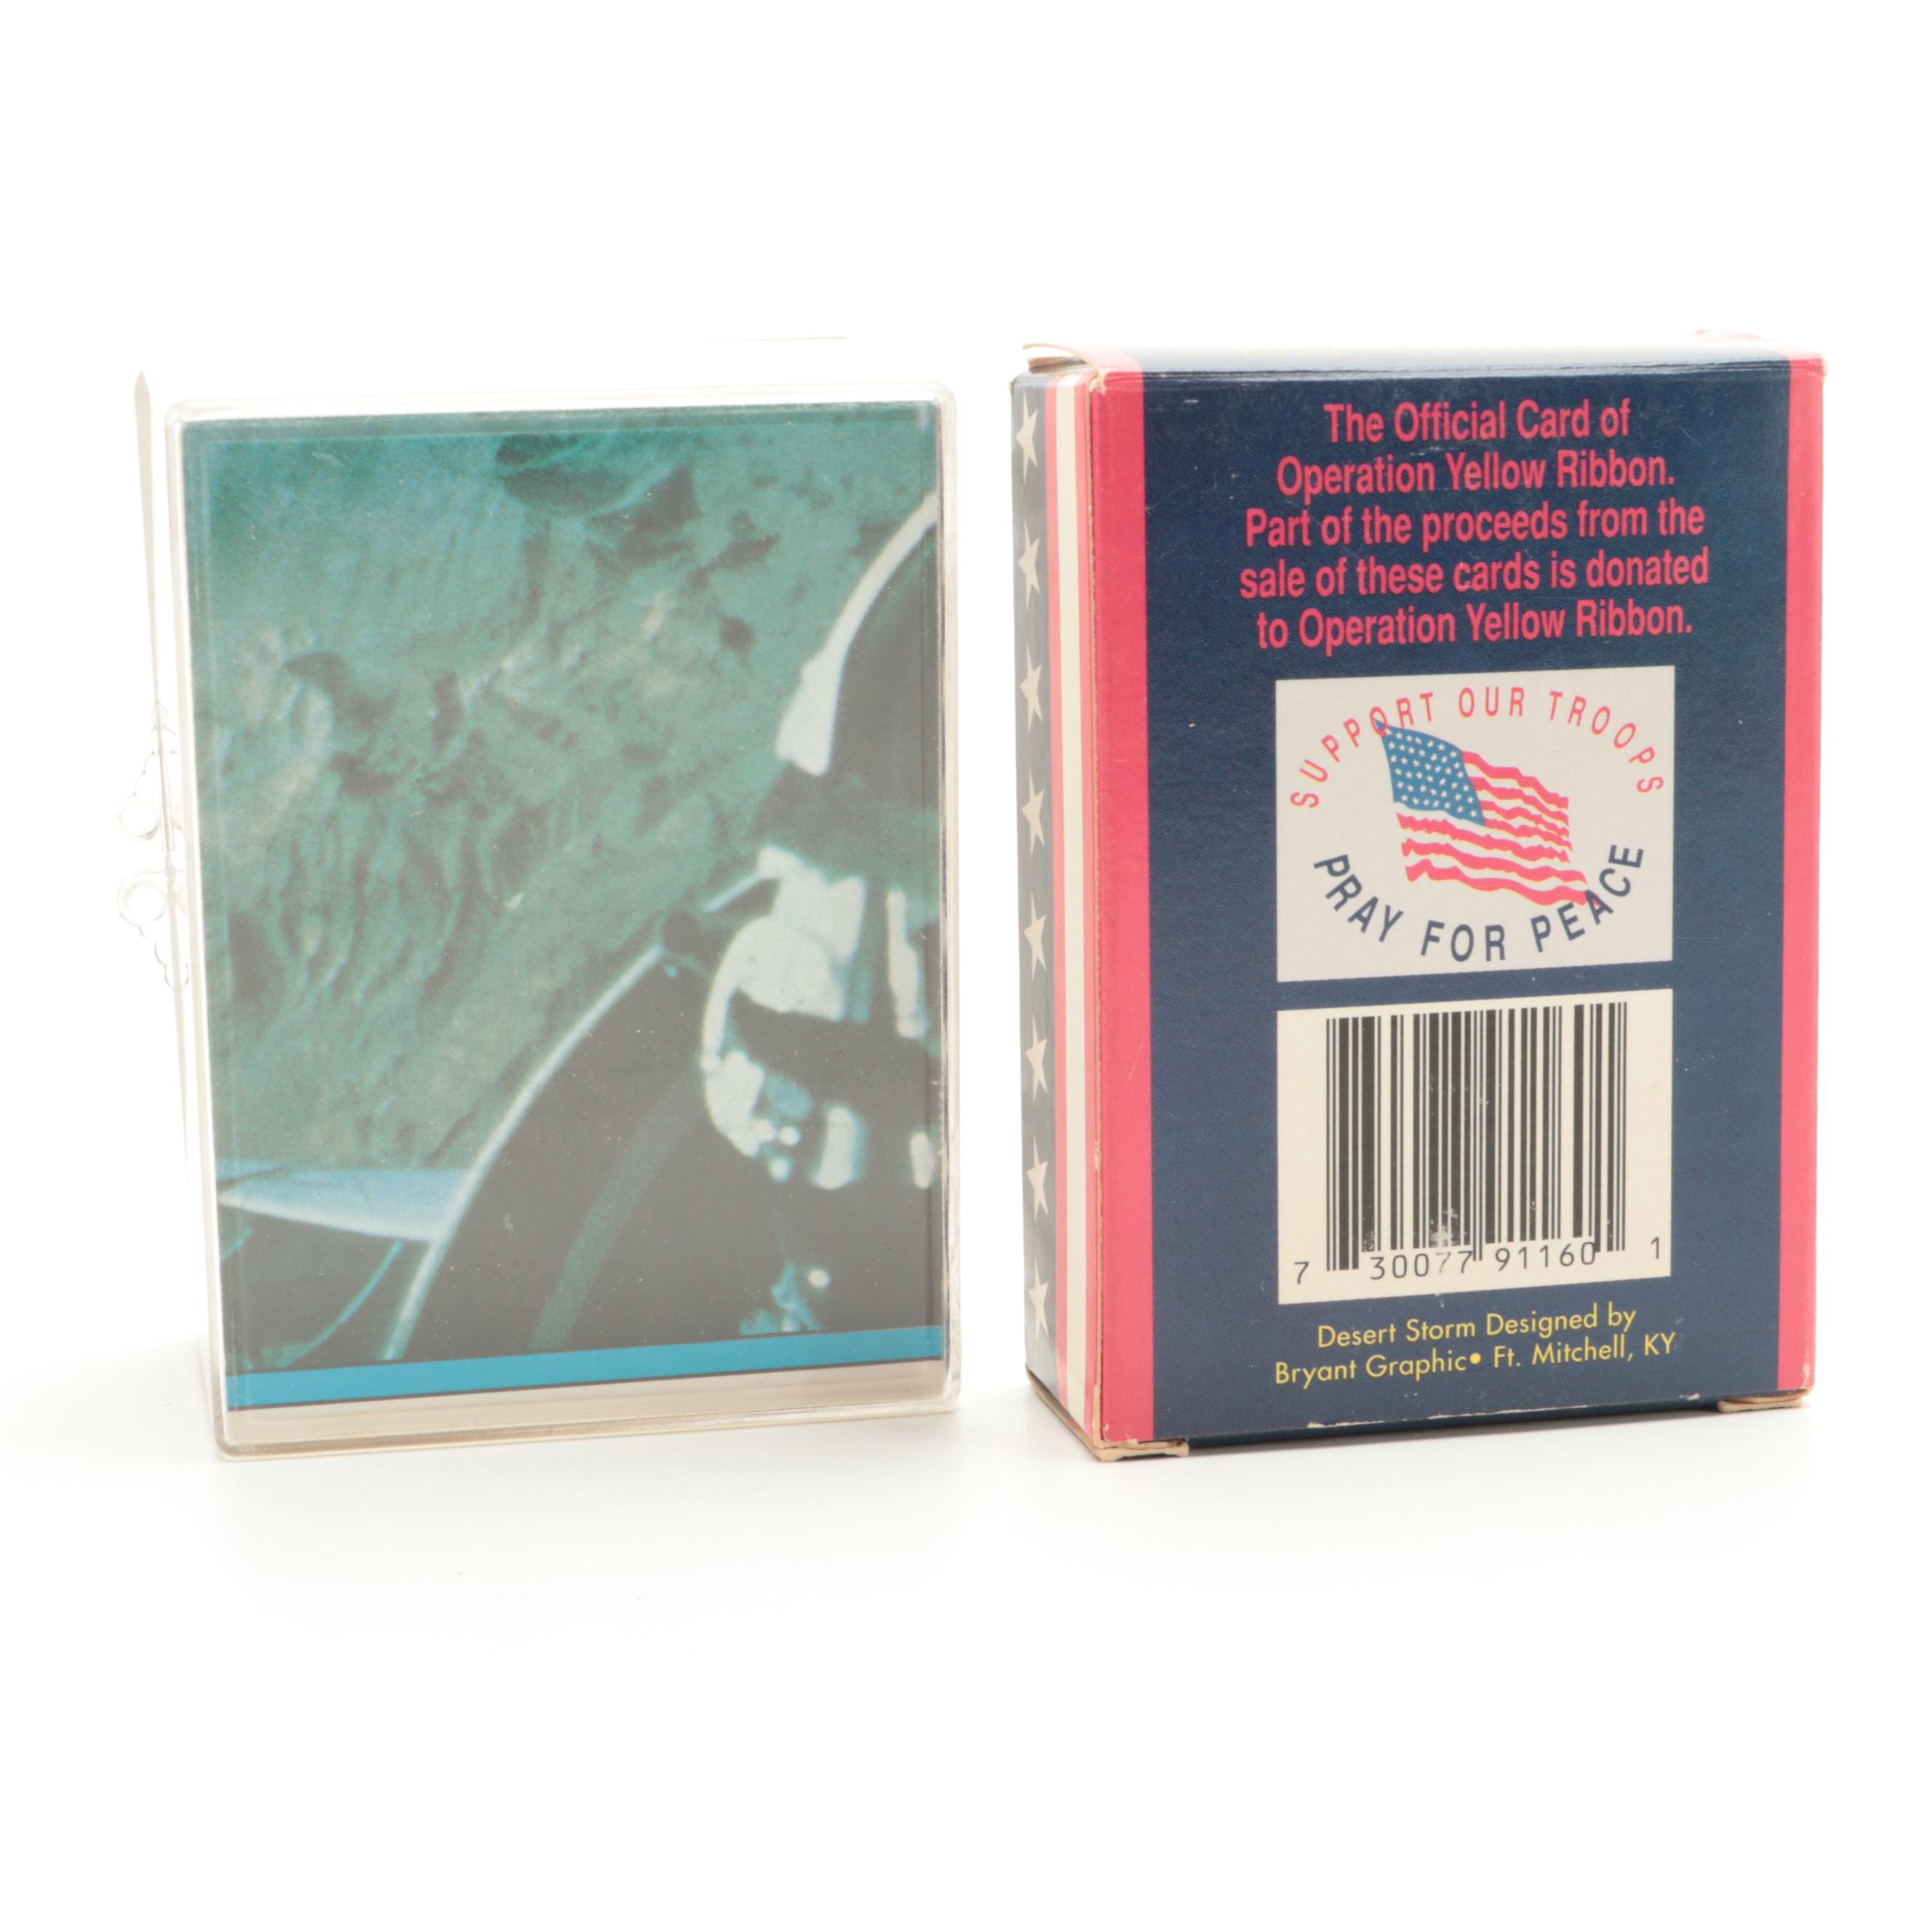 The Official Card of
Operation Yellow Ribbon.
Part of the proceeds from the
sale of these cards is donated
to Operation Yellow Ribbon.
SUPPORT OUR TROOPS
PRAY FOR PEACE
7 30077 91160 1
Desert Storm Designed by
Bryant Graphic• Ft. Mitchell, KY